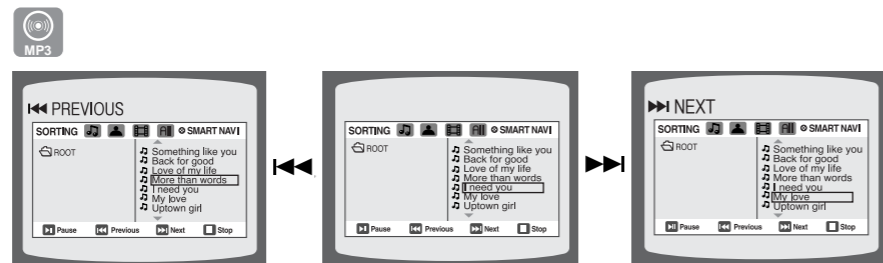 MP3
PREVIOUS
SORTING All SMART NAVI
ROOT
Something like you
Back for good
Love of my life
More than words
I need you
My love
Uptown girl
Pause Previous Next Stop
SORTING All SMART NAVI
ROOT
Something like you
Back for good
Love of my life
More than words
I need you
My love
Uptown girl
Pause Previous Next Stop
NEXT
SORTING All SMART NAVI
ROOT
Something like you
Back for good
Love of my life
More than words
I need you
My love
Uptown girl
Pause Previous Next Stop